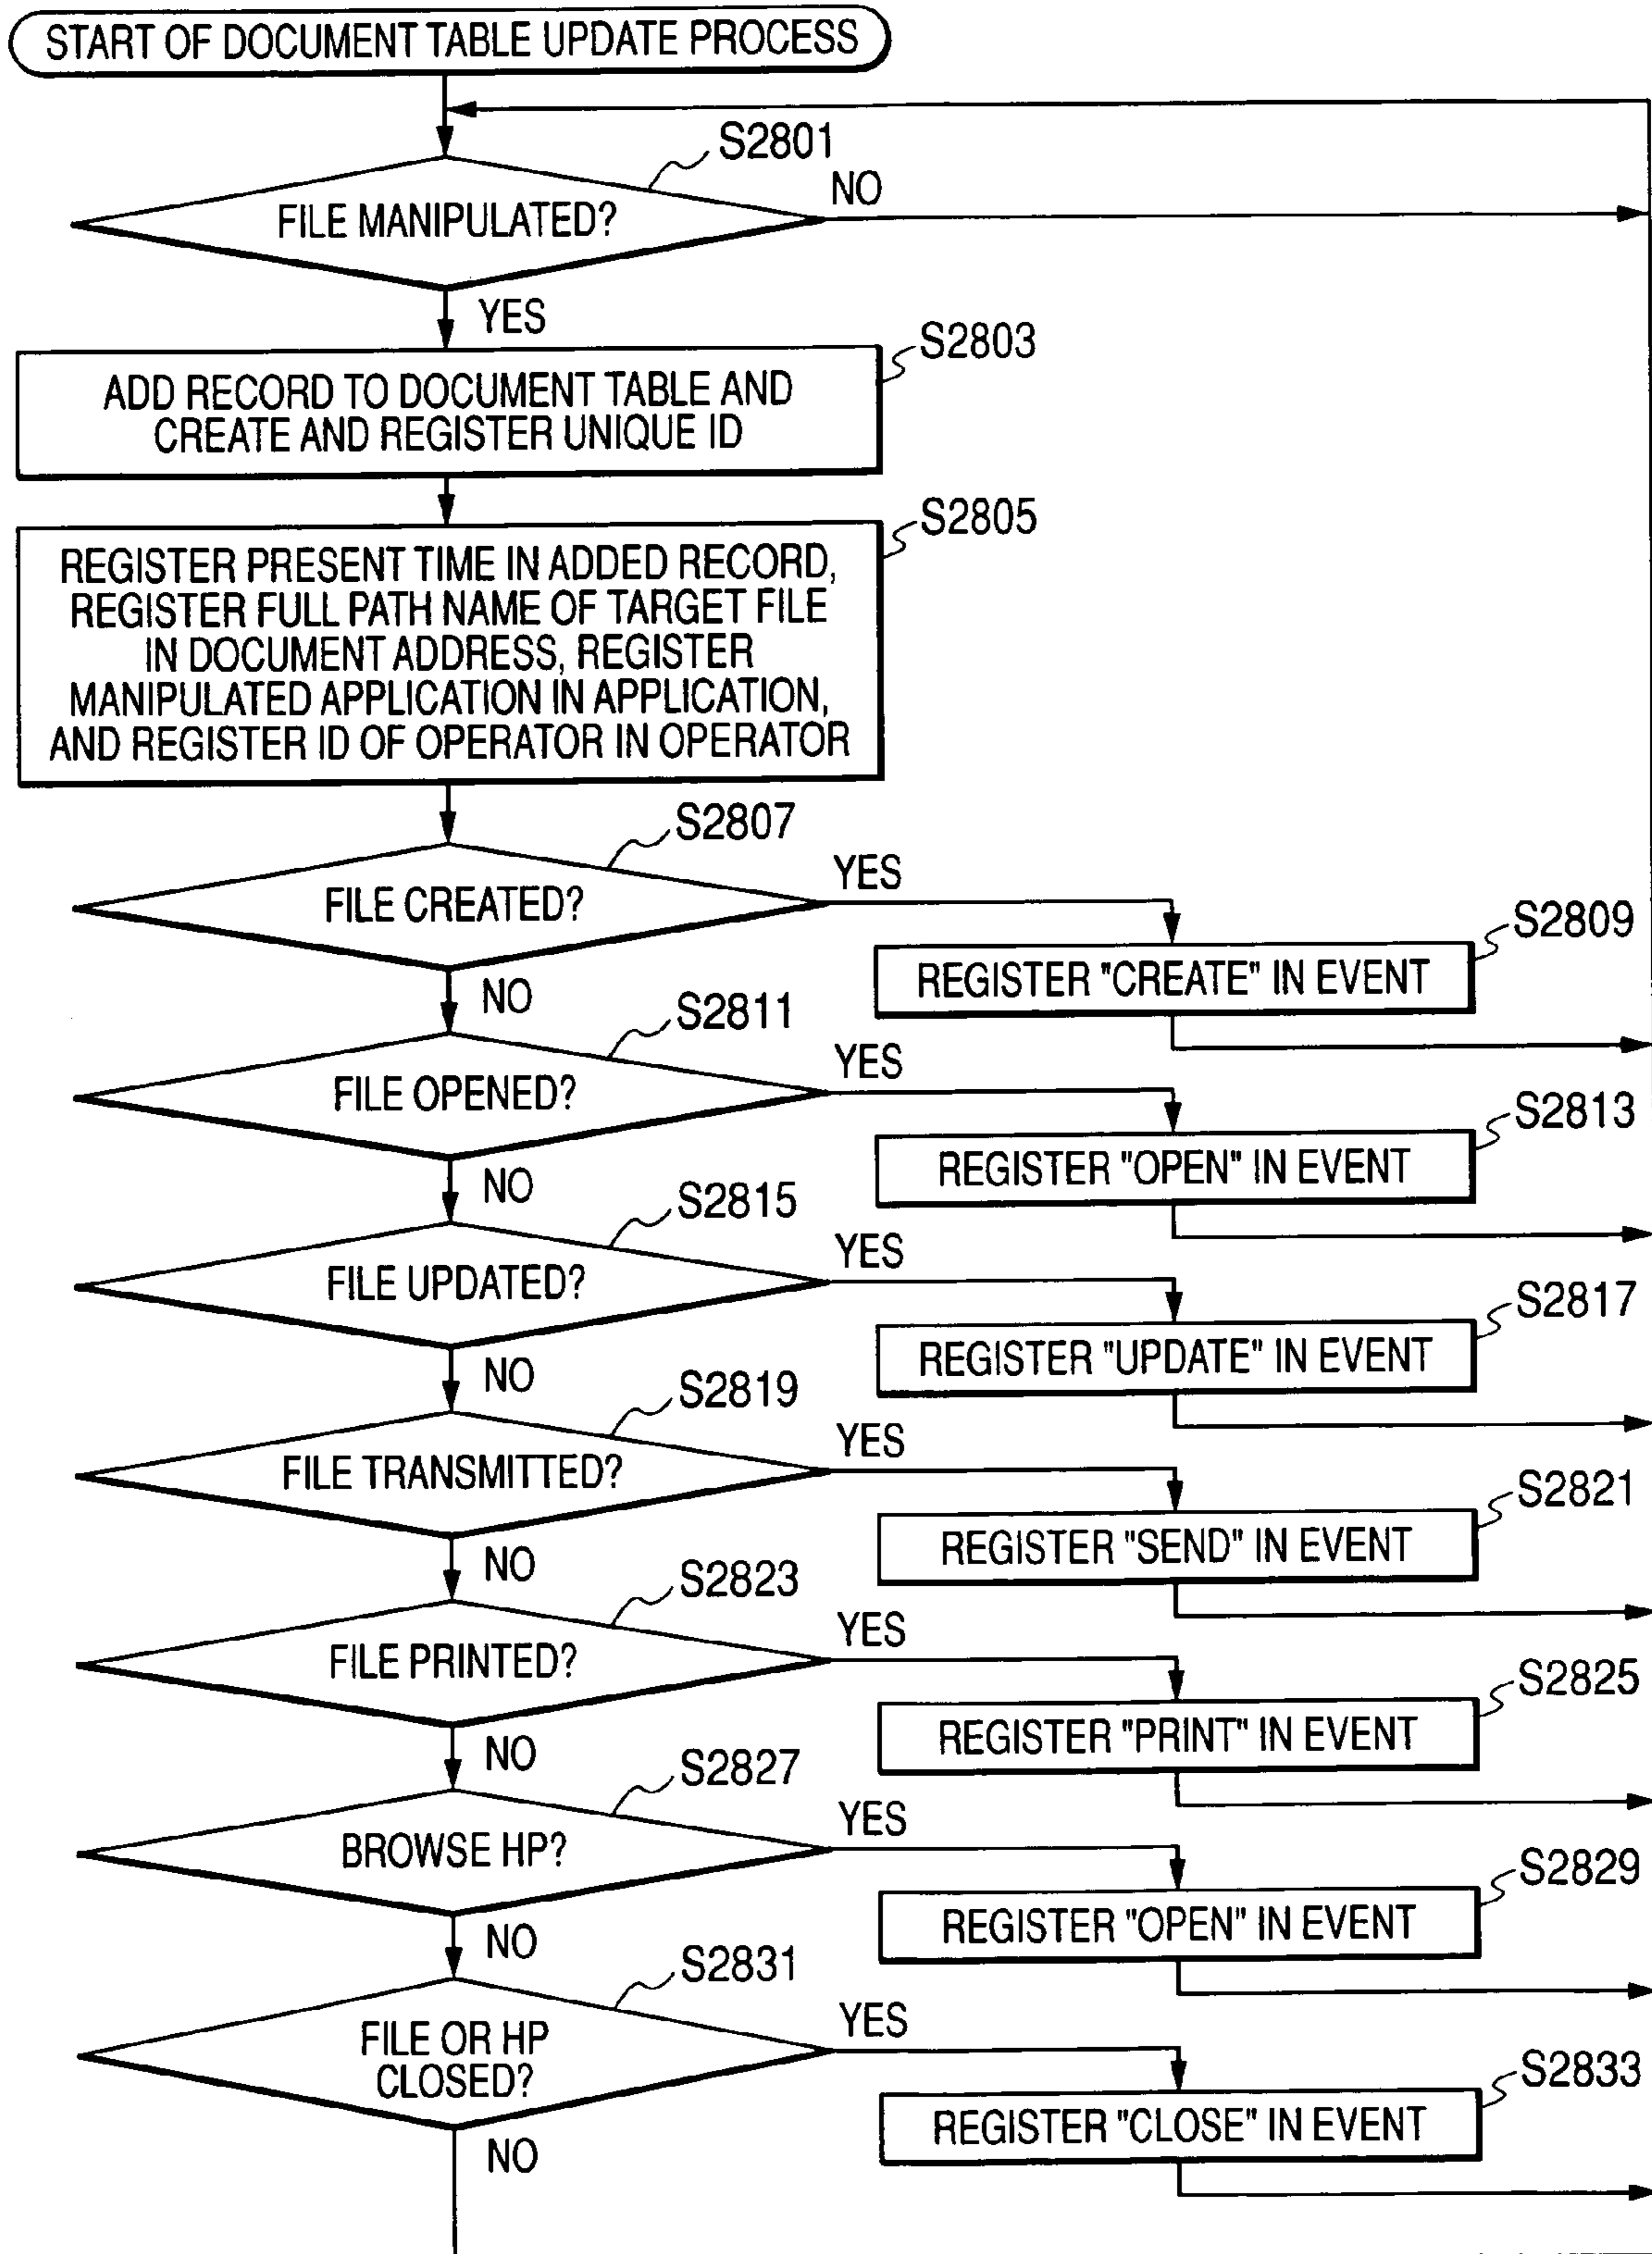 START OF DOCUMENT TABLE UPDATE PROCESS
S2801
FILE MANIPULATED?
NO
YES
S2803
ADD RECORD TO DOCUMENT TABLE AND
CREATE AND REGISTER UNIQUE ID
S2805
REGISTER PRESENT TIME IN ADDED RECORD,
REGISTER FULL PATH NAME OF TARGET FILE
IN DOCUMENT ADDRESS, REGISTER
MANIPULATED APPLICATION IN APPLICATION,
AND REGISTER ID OF OPERATOR IN OPERATOR
S2807
FILE CREATED?
YES
S2809
REGISTER "CREATE" IN EVENT
NO
S2811
FILE OPENED?
YES
S2813
REGISTER "OPEN" IN EVENT
NO
S2815
FILE UPDATED?
YES
S2817
REGISTER "UPDATE" IN EVENT
NO
S2819
FILE TRANSMITTED?
YES
S2821
REGISTER "SEND" IN EVENT
NO
S2823
FILE PRINTED?
YES
S2825
REGISTER "PRINT" IN EVENT
NO
S2827
BROWSE HP?
YES
S2829
REGISTER "OPEN" IN EVENT
NO
S2831
FILE OR HP
CLOSED?
YES
S2833
REGISTER "CLOSE" IN EVENT
NO